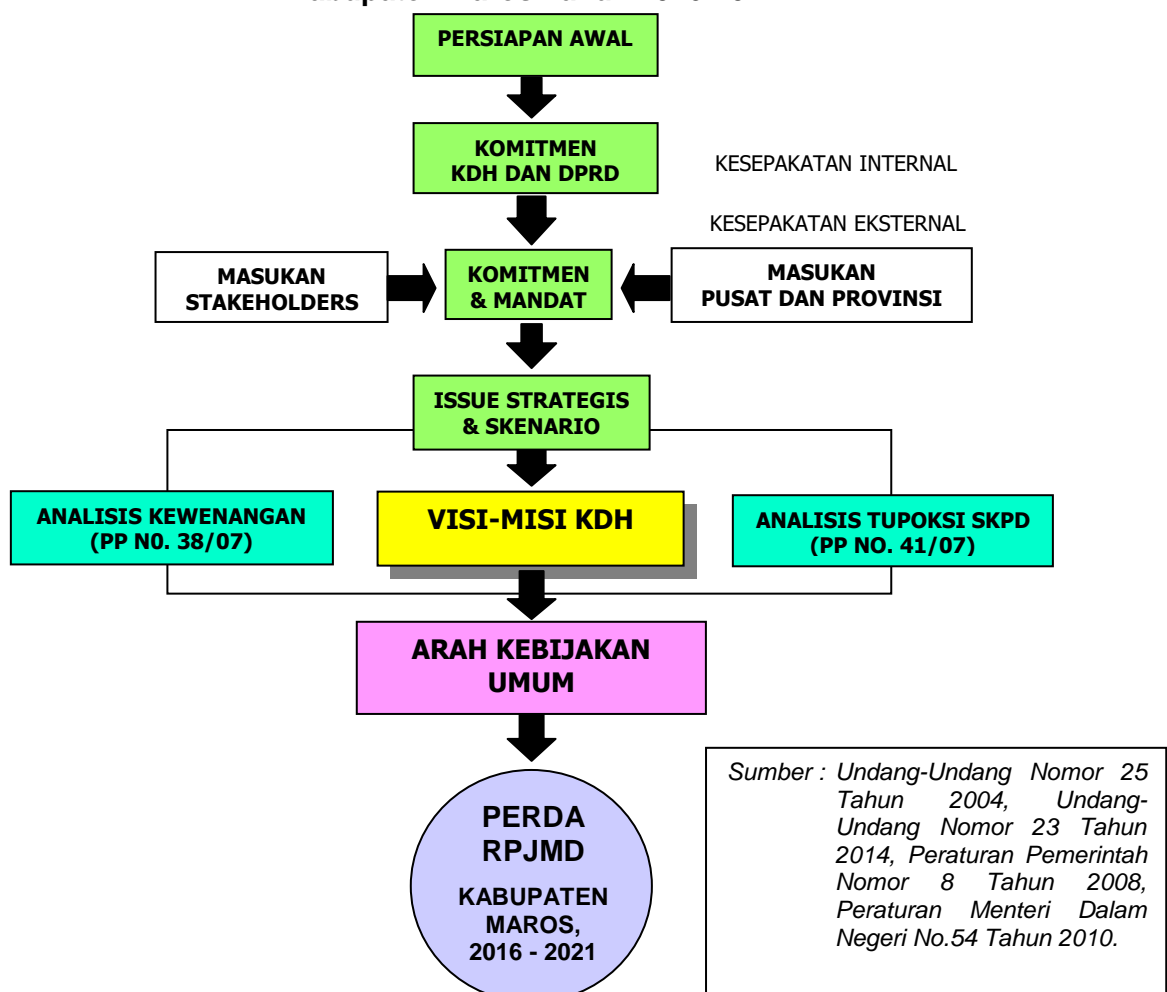 PERSIAPAN AWAL
KOMITMEN
KDH DAN DPRD
KESEPAKATAN INTERNAL
KESEPAKATAN EKSTERNAL
MASUKAN
STAKEHOLDERS
KOMITMEN
& MANDAT
MASUKAN
PUSAT DAN PROVINSI
ISSUE STRATEGIS
& SKENARIO
ANALISIS KEWENANGAN
(PP N0. 38/07)
VISI-MISI KDH
ANALISIS TUPOKSI SKPD
(PP NO. 41/07)
ARAH KEBIJAKAN
UMUM
PERDA
RPJMD
KABUPATEN
MAROS,
2016 - 2021
Sumber : Undang-Undang Nomor 25
Tahun 2004, Undang-
Undang Nomor 23 Tahun
2014, Peraturan Pemerintah
Nomor 8 Tahun 2008,
Peraturan Menteri Dalam
Negeri No.54 Tahun 2010.